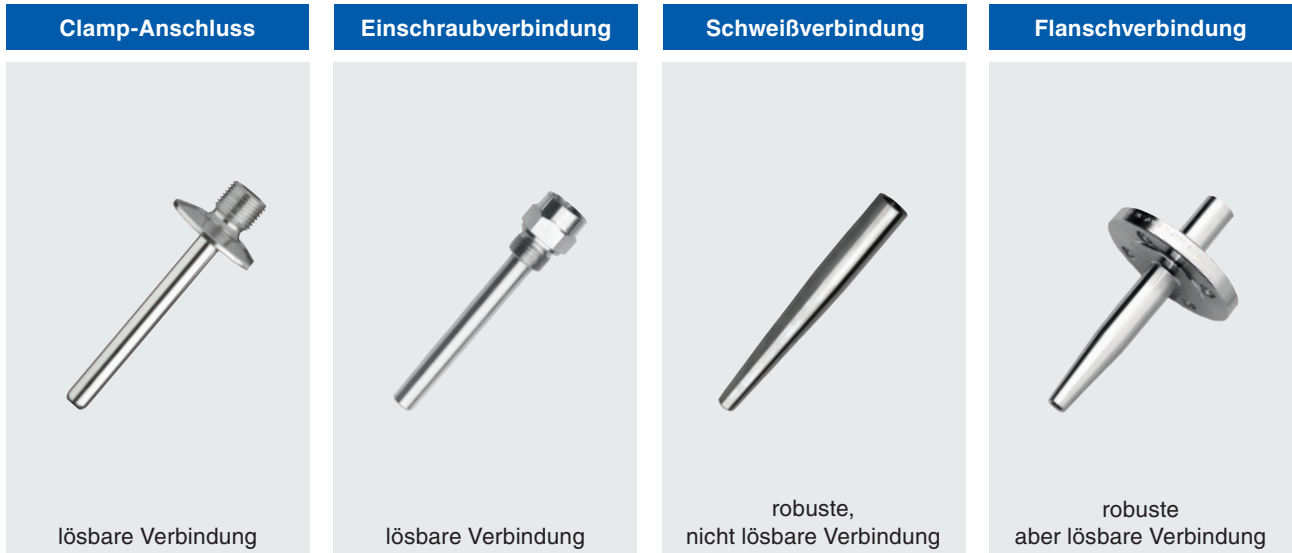 Clamp-Anschluss
Einschraubverbindung
Schweißverbindung
Flanschverbindung
lösbare Verbindung
lösbare Verbindung
robuste,
nicht lösbare Verbindung
robuste
aber lösbare Verbindung